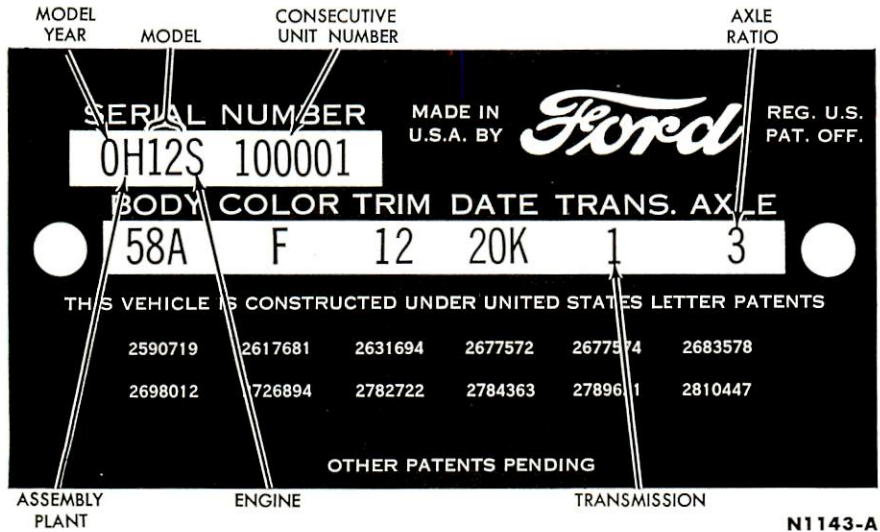 MODEL YEAR MODEL CONSECUTIVE UNIT NUMBER AXLE RATIO
SERIAL NUMBER MADE IN U.S.A. BY Ford REG. U.S. PAT. OFF.
0H12S 100001
BODY COLOR TRIM DATE TRANS. AXLE
58A F 12 20K 1 3
THIS VEHICLE IS CONSTRUCTED UNDER UNITED STATES LETTER PATENTS
2590719 2617681 2631694 2677572 2677574 2683578
2698012 2726894 2782722 2784363 2810447
OTHER PATENTS PENDING
ASSEMBLY PLANT ENGINE TRANSMISSION
N1143-A